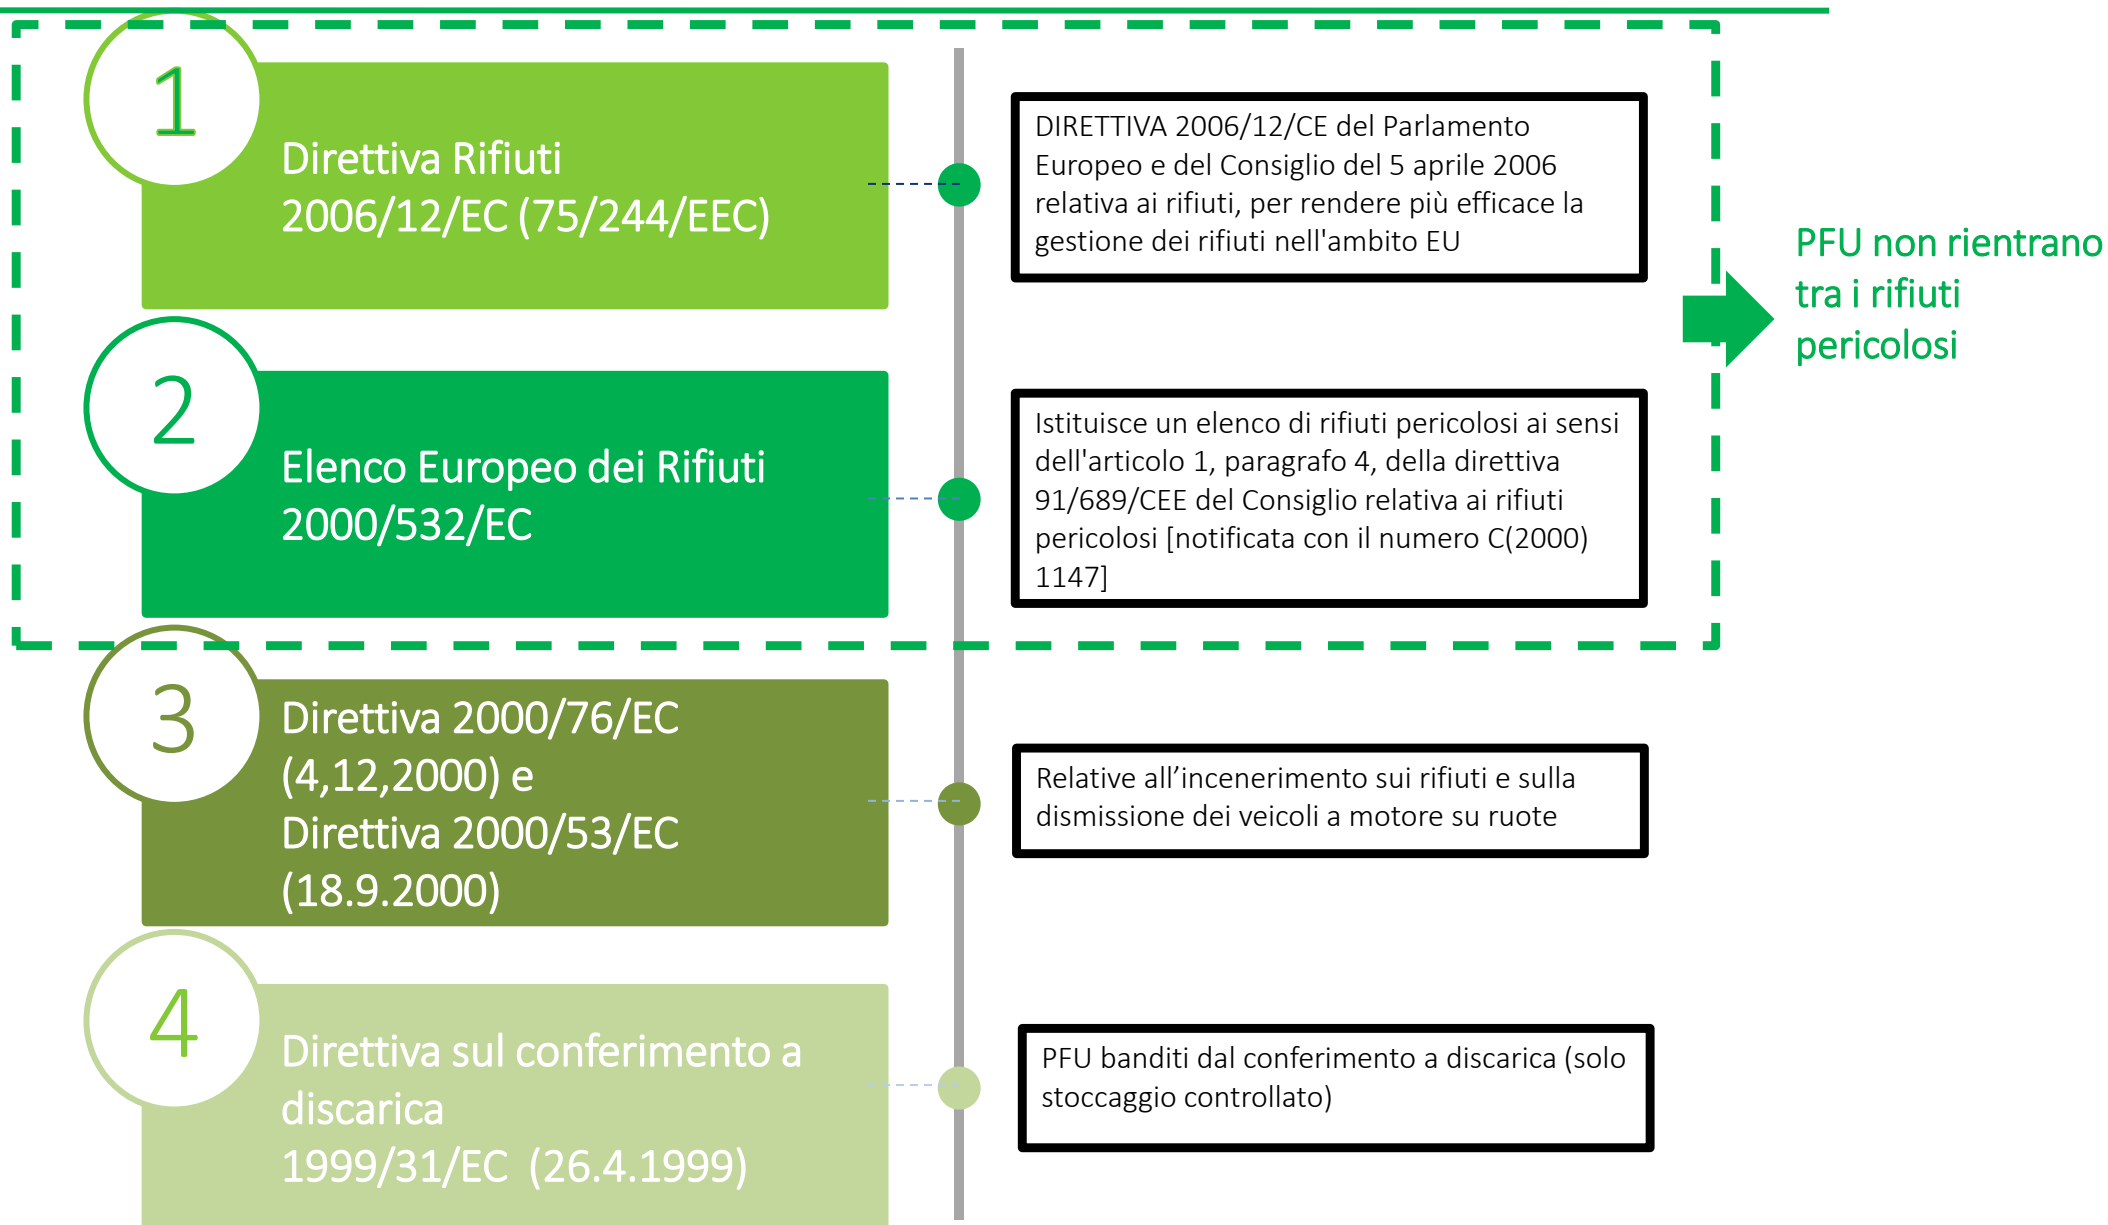 1
Direttiva Rifiuti
2006/12/EC (75/244/EEC)
DIRETTIVA 2006/12/CE del Parlamento
Europeo e del Consiglio del 5 aprile 2006
relativa ai rifiuti, per rendere più efficace la
gestione dei rifiuti nell'ambito EU
PFU non rientrano
tra i rifiuti
pericolosi
2
Elenco Europeo dei Rifiuti
2000/532/EC
Istituisce un elenco di rifiuti pericolosi ai sensi
dell'articolo 1, paragrafo 4, della direttiva
91/689/CEE del Consiglio relativa ai rifiuti
pericolosi [notificata con il numero C(2000)
1147]
3
Direttiva 2000/76/EC
(4,12,2000) e
Direttiva 2000/53/EC
(18.9.2000)
Relative all’incenerimento sui rifiuti e sulla
dismissione dei veicoli a motore su ruote
4
Direttiva sul conferimento a
discarica
1999/31/EC (26.4.1999)
PFU banditi dal conferimento a discarica (solo
stoccaggio controllato)